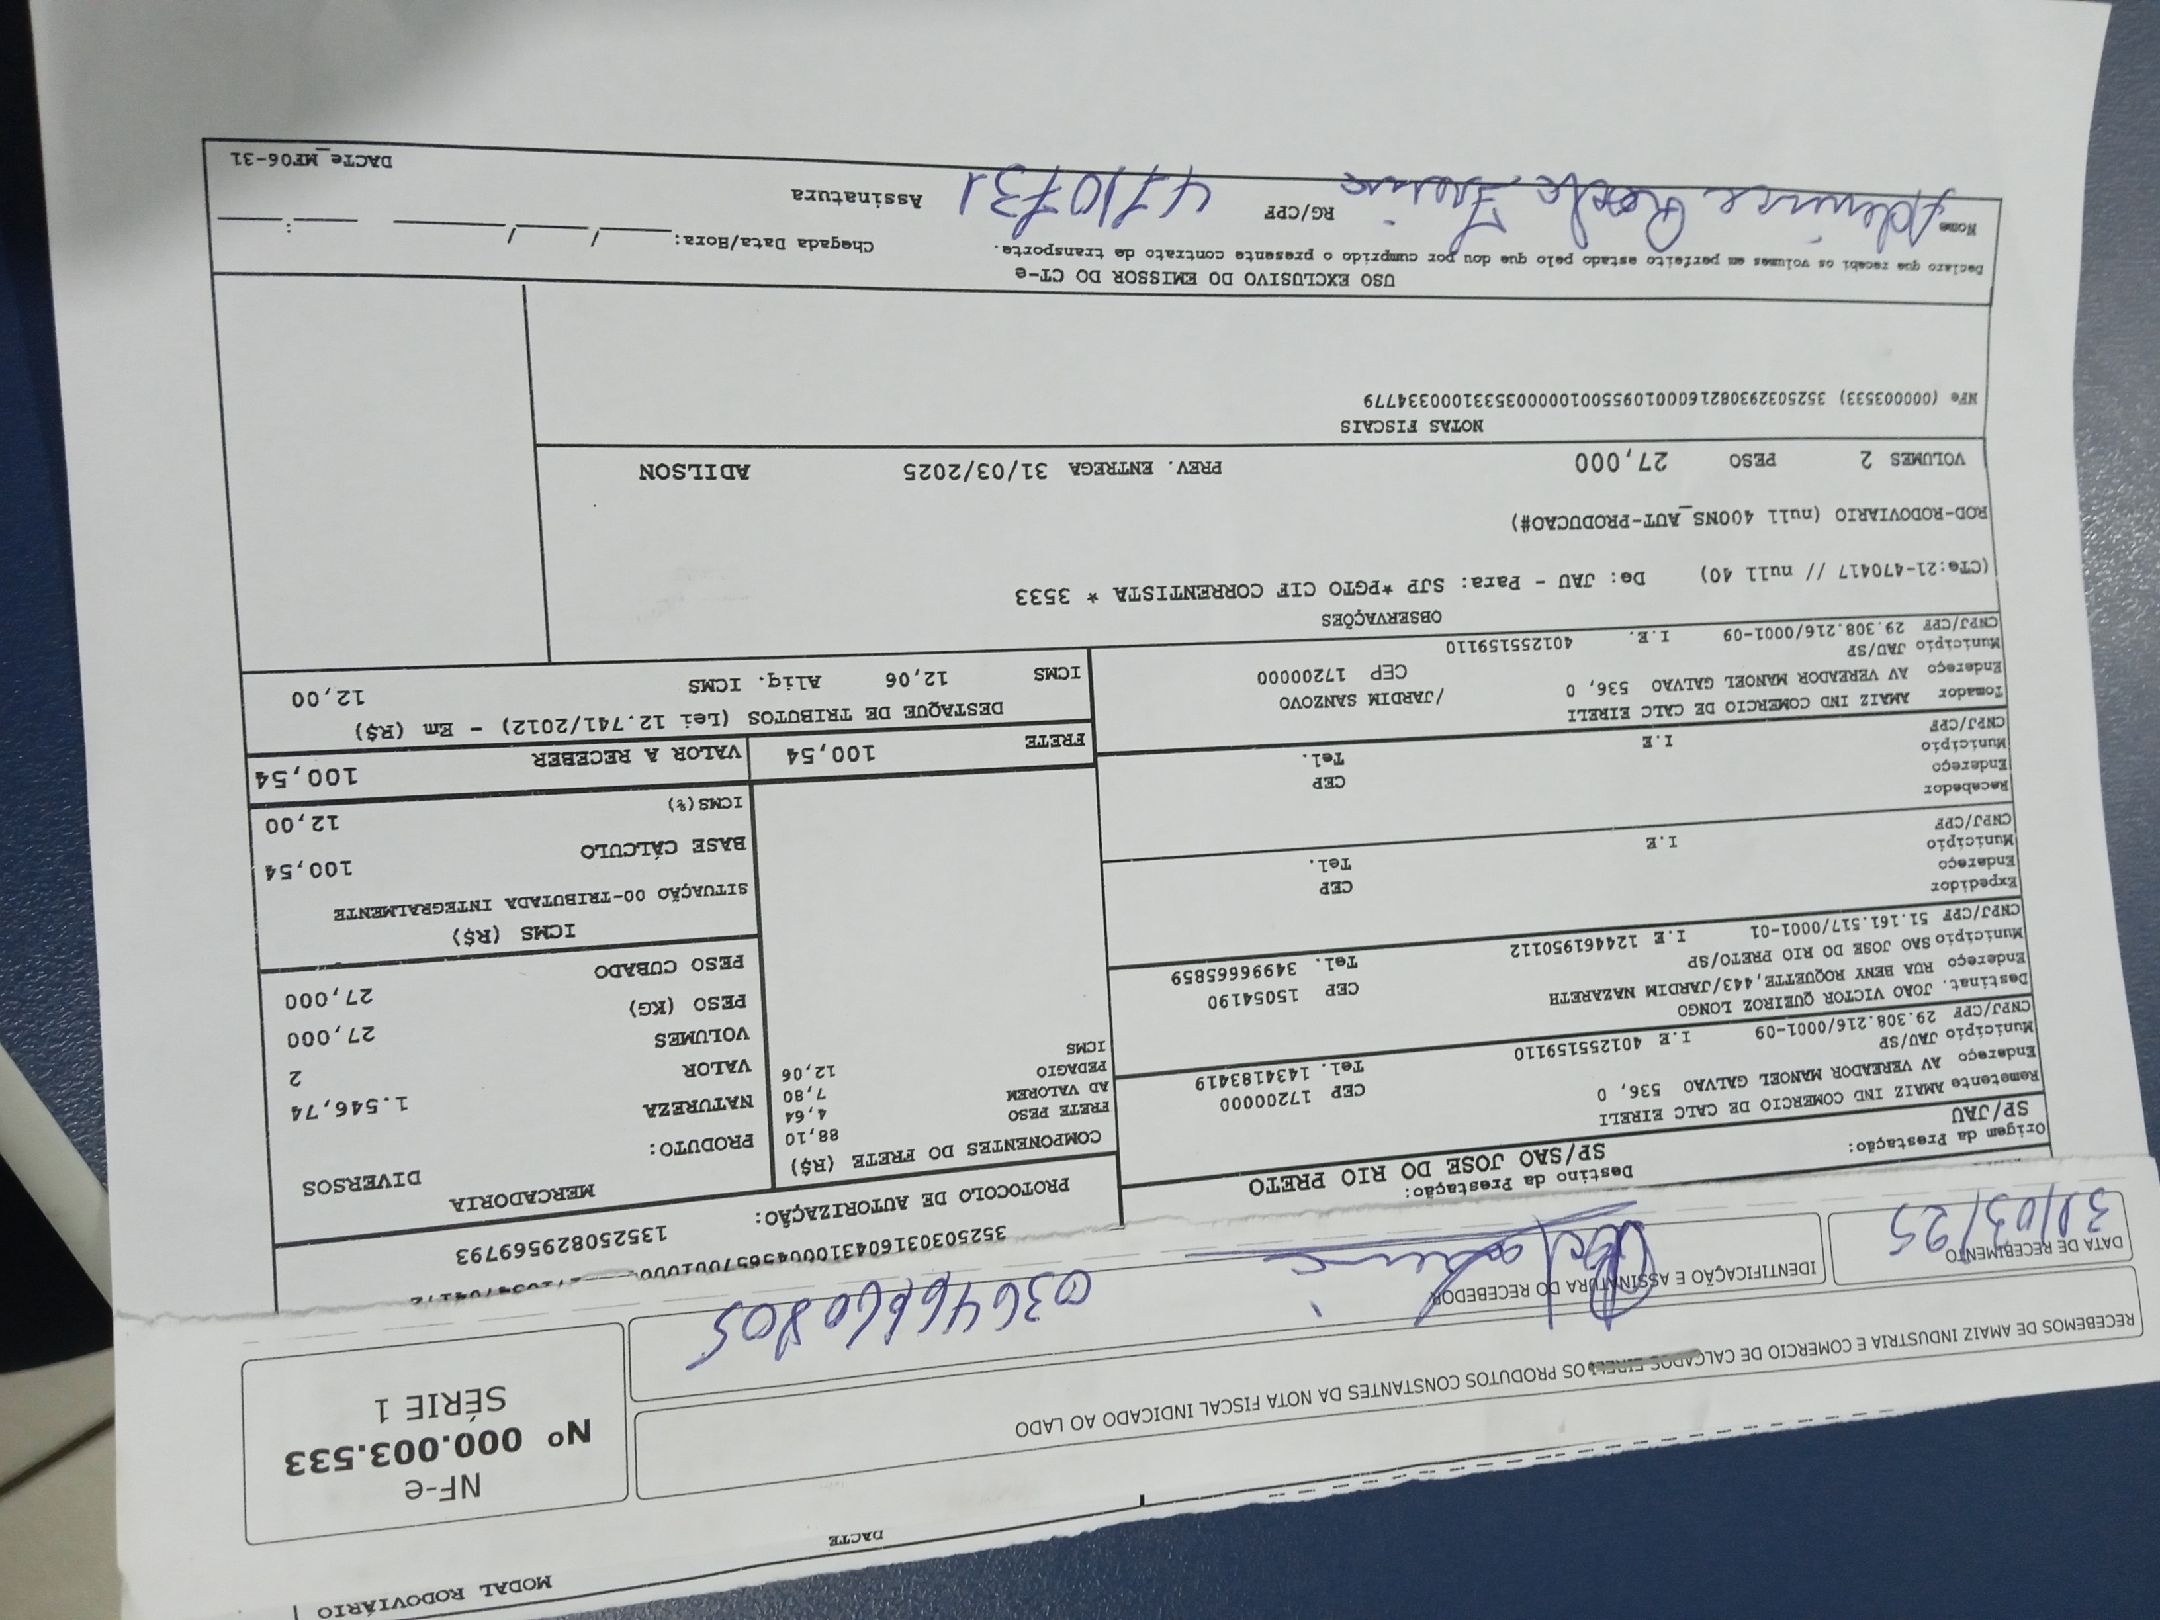 MODAL RODOVIÁRIO
DACTE
NF-e
Nº 000.003.533
SÉRIE 1
RECEBEMOS DE AMAIZ INDUSTRIA E COMERCIO DE CALÇADOS EIRELI OS PRODUTOS CONSTANTES DA NOTA FISCAL INDICADO AO LADO
DATA DE RECEBIMENTO
31/03/25
IDENTIFICAÇÃO E ASSINATURA DO RECEBEDOR
03646660805
PROTOCOLO DE AUTORIZAÇÃO:
135250829569793
Origem da Prestação:
SP/JAU
Destino da Prestação:
SP/SAO JOSE DO RIO PRETO
Remetente AMAIZ IND COMERCIO DE CALC EIRELI
Endereço AV VEREADOR MANOEL GALVAO 536, 0 CEP 17200000
Município JAU/SP Tel. 1434183419
CNPJ/CPF 29.308.216/0001-09 I.E 401255159110
Destinat. JOAO VICTOR QUEIROZ LONGO
Endereço RUA BENY ROQUETTE,443/JARDIM NAZARETH CEP 15054190
Município SAO JOSE DO RIO PRETO/SP Tel. 34996665859
CNPJ/CPF 51.161.517/0001-01 I.E 124461950112
Expedidor
Endereço CEP
Município Tel.
CNPJ/CPF I.E
Recebedor
Endereço CEP
Município Tel.
CNPJ/CPF I.E
Tomador AMAIZ IND COMERCIO DE CALC EIRELI
Endereço AV VEREADOR MANOEL GALVAO 536, 0 /JARDIM SANZOVO
Município JAU/SP CEP 17200000
CNPJ/CPF 29.308.216/0001-09 I.E. 401255159110
COMPONENTES DO FRETE (R$)
FRETE PESO 88,10
AD VALOREM 4,64
PEDAGIO 7,80
ICMS 12,06
MERCADORIA
PRODUTO: DIVERSOS
NATUREZA
VALOR 1.546,74
VOLUMES 2
PESO (KG) 27,000
PESO CUBADO 27,000
ICMS (R$)
SITUAÇÃO 00-TRIBUTADA INTEGRALMENTE
BASE CÁLCULO 100,54
ICMS(%) 12,00
FRETE 100,54 VALOR A RECEBER 100,54
DESTAQUE DE TRIBUTOS (Lei 12.741/2012) - Em (R$)
ICMS 12,06 Aliq. ICMS 12,00
OBSERVAÇÕES
(CTe:21-470417 // null 40) De: JAU - Para: SJP *PGTO CIF CORRENTISTA * 3533
ROD-RODOVIARIO (null 400NS_AUT-PRODUCAO#)
VOLUMES 2 PESO 27,000 PREV. ENTREGA 31/03/2025 ADILSON
NOTAS FISCAIS
NFe (000003533) 35250329308216000109550010000035331000334779
USO EXCLUSIVO DO EMISSOR DO CT-e
Declaro que recebi os volumes em perfeito estado pelo que dou por cumprido o presente contrato de transporte.
Chegada Data/Hora: ____/____/____ ____:____
Nome RG/CPF 4710731 Assinatura
DACTe_MF06-31